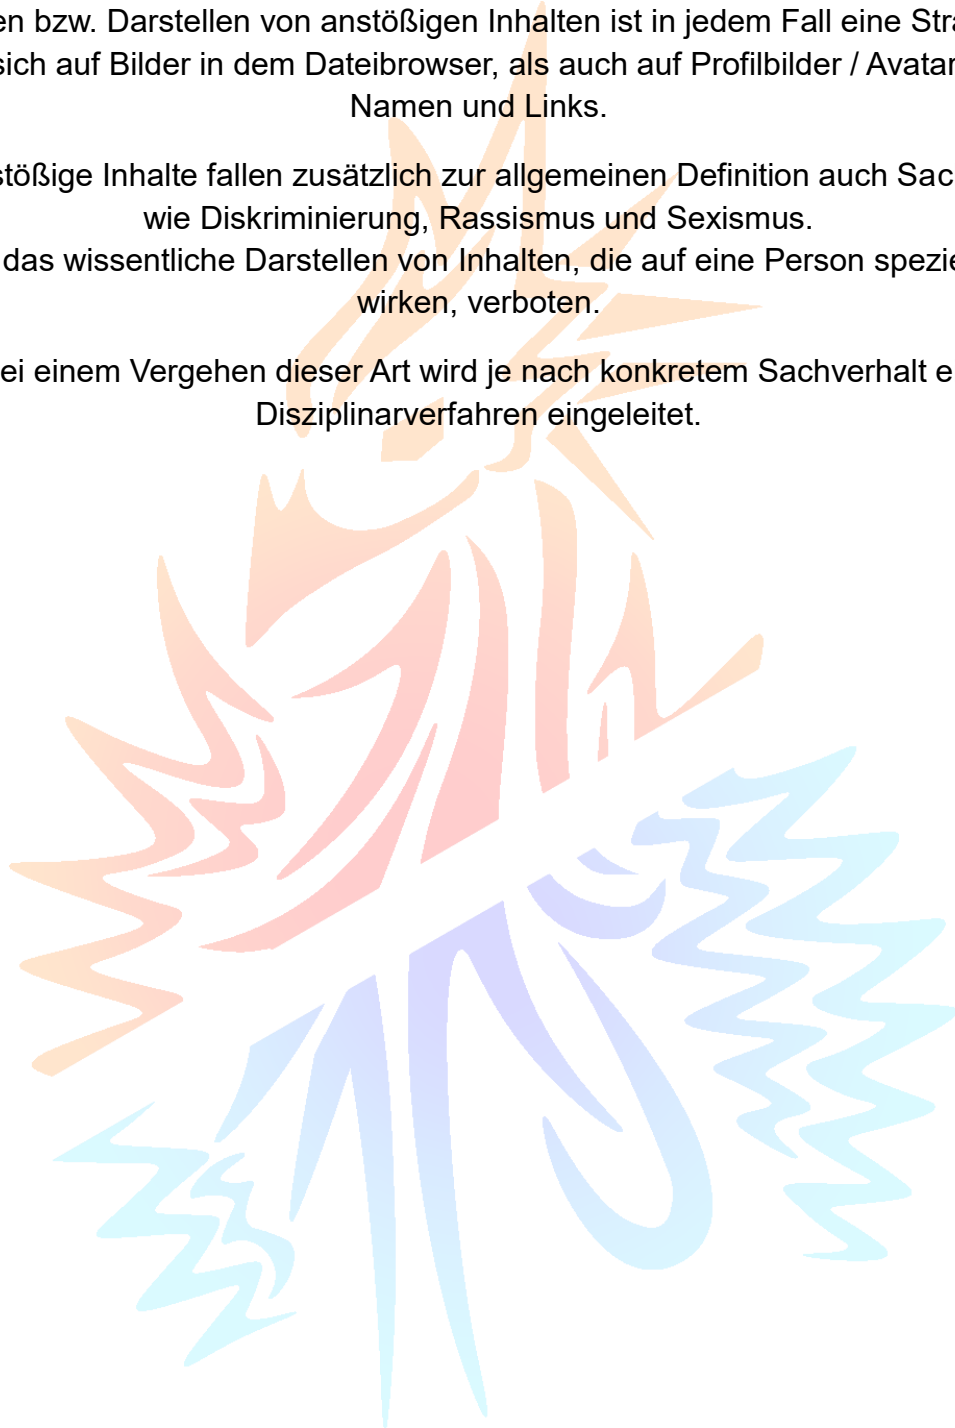 en bzw. Darstellen von anstößigen Inhalten ist in jedem Fall eine Stra
sich auf Bilder in dem Dateibrowser, als auch auf Profilbilder / Avatar
Namen und Links.
stößige Inhalte fallen zusätzlich zur allgemeinen Definition auch Sac
wie Diskriminierung, Rassismus und Sexismus.
das wissentliche Darstellen von Inhalten, die auf eine Person spezie
wirken, verboten.
ei einem Vergehen dieser Art wird je nach konkretem Sachverhalt e
Disziplinarverfahren eingeleitet.